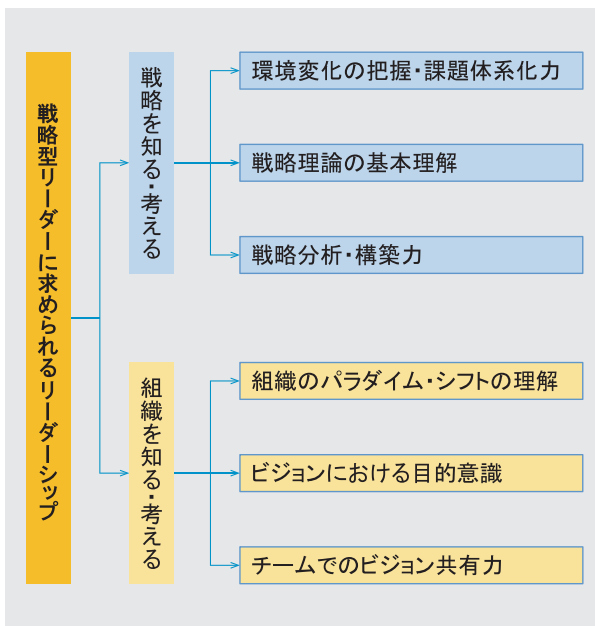 戦略型リーダーに求められるリーダーシップ
戦略を知る・考える
環境変化の把握・課題体系化力
戦略理論の基本理解
戦略分析・構築力
組織を知る・考える
組織のパラダイム・シフトの理解
ビジョンにおける目的意識
チームでのビジョン共有力